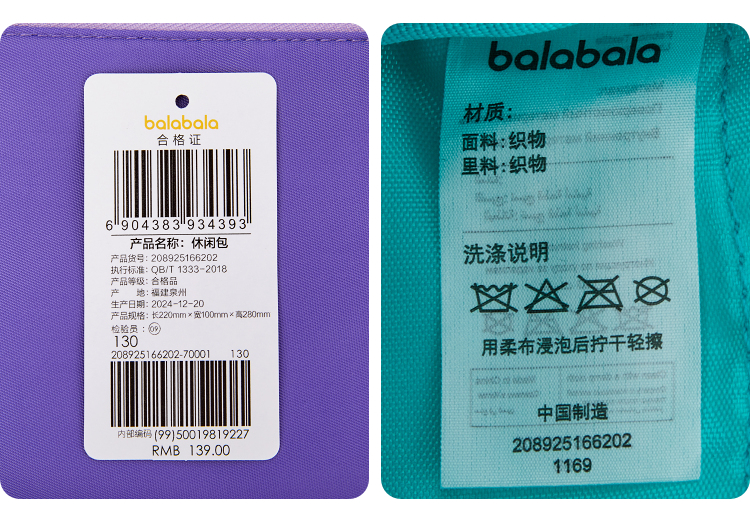 balabala
合格证
6 904383 934393
产品名称：休闲包
产品货号：208925166202
执行标准：QB/T 1333-2018
产品等级：合格品
产　　地：福建泉州
生产日期：2024-12-20
产品规格：长220mm×宽100mm×高280mm
检验员：09
130
208925166202-70001 130
内部编码 (99)50019819227
RMB 139.00
balabala
材质：
面料：织物
里料：织物
洗涤说明
用柔布浸泡后拧干轻擦
中国制造
208925166202
1169